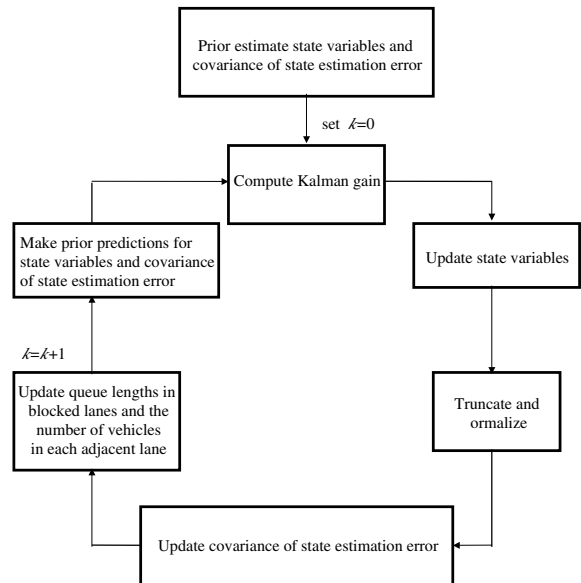 Prior estimate state variables and
covariance of state estimation error
set k=0
Compute Kalman gain
Update state variables
Truncate and
ormalize
Update covariance of state estimation error
Update queue lengths in
blocked lanes and the
number of vehicles
in each adjacent lane
k=k+1
Make prior predictions for
state variables and covariance
of state estimation error